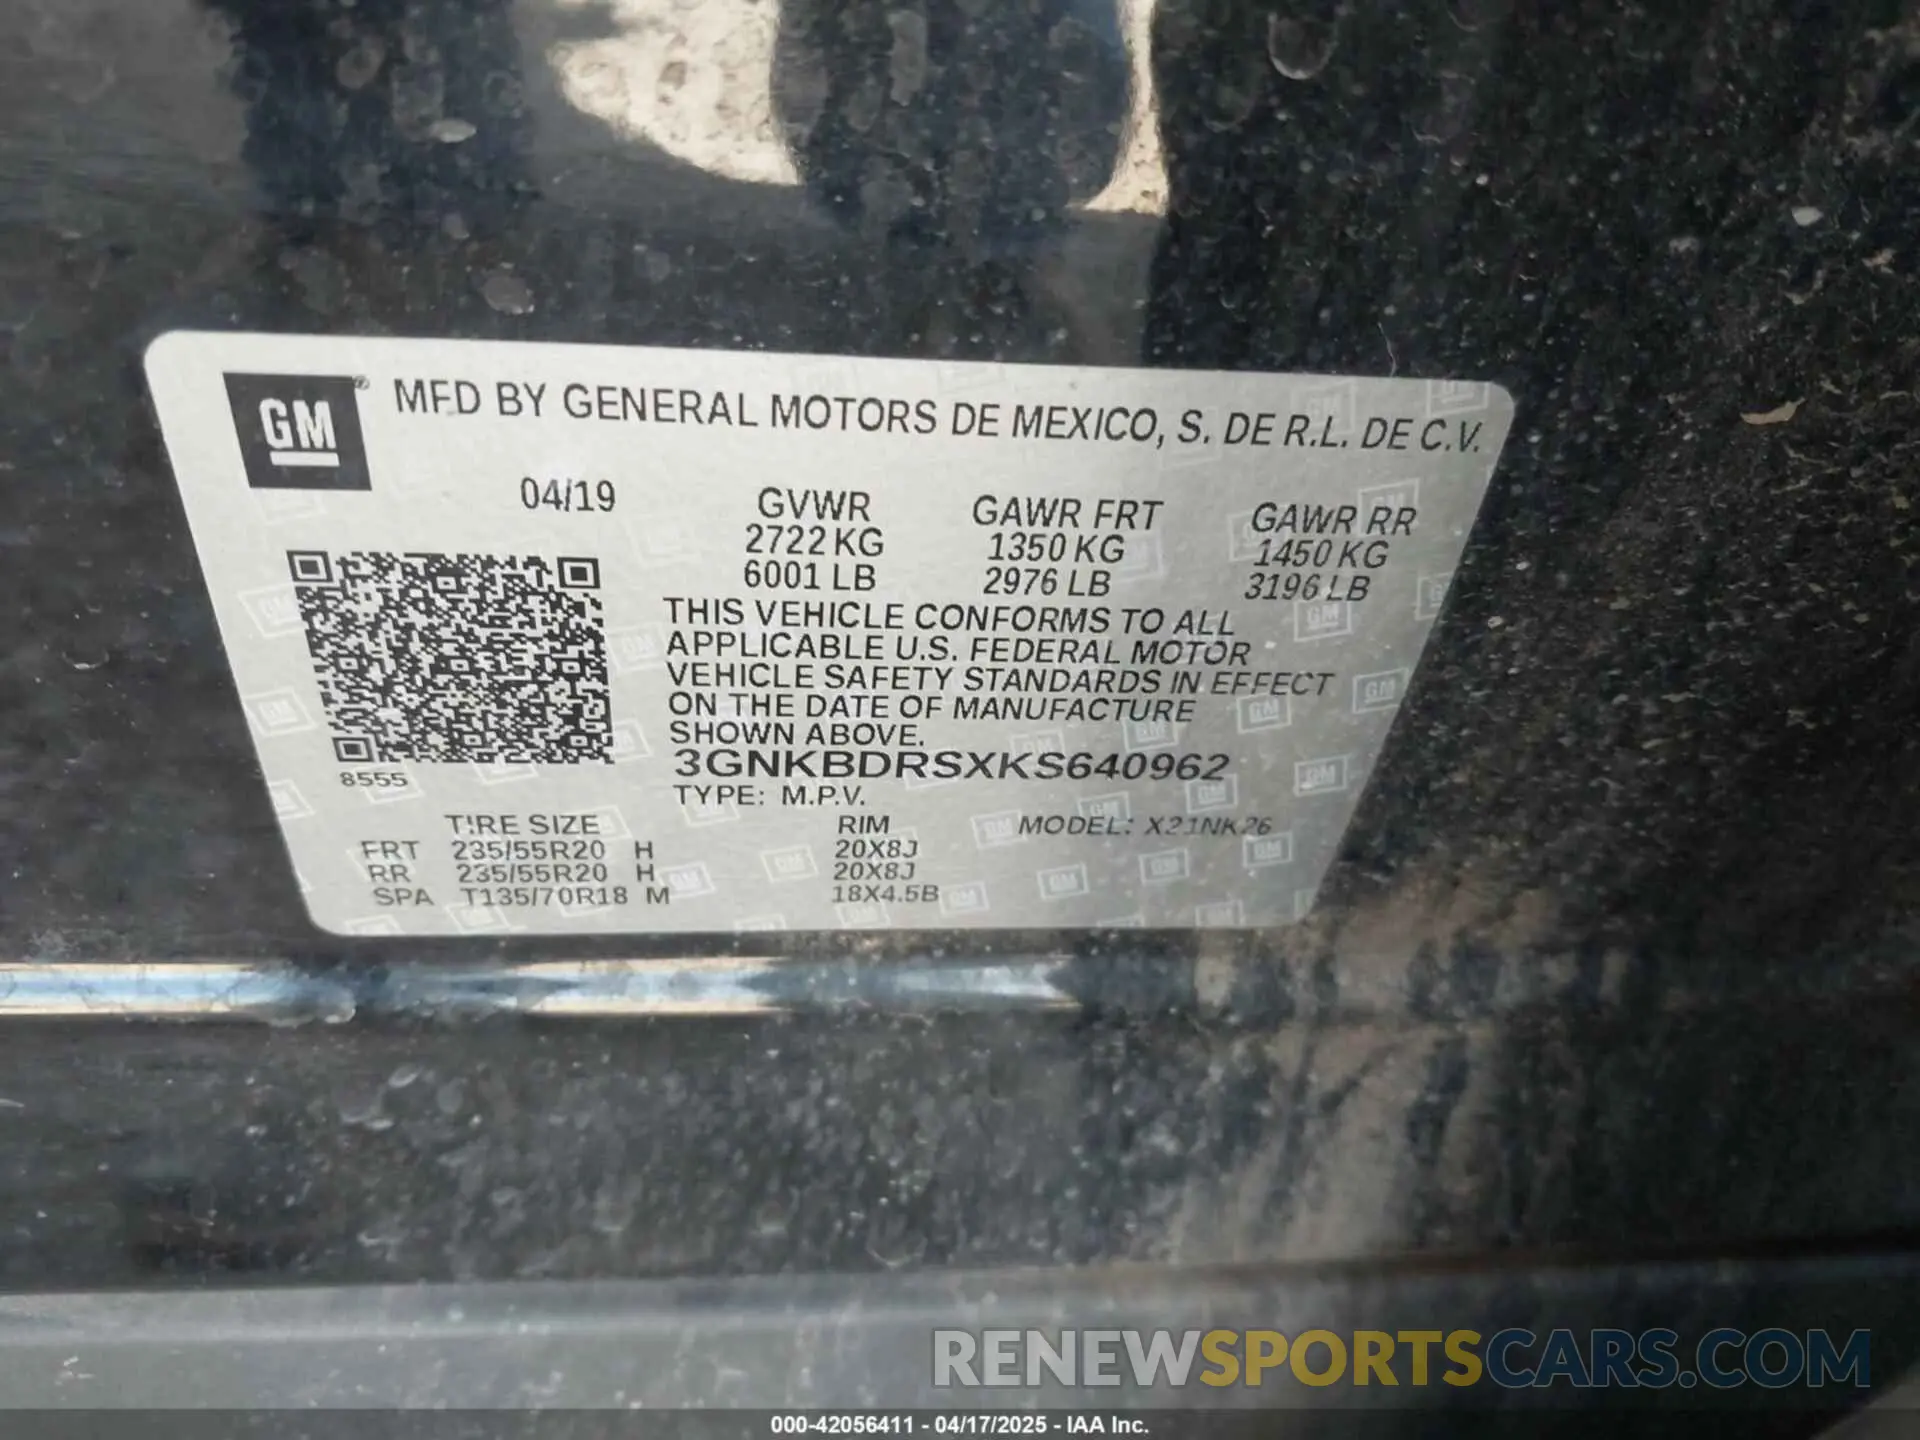 GM ® MFD BY GENERAL MOTORS DE MEXICO, S. DE R.L. DE C.V.
04/19 GVWR GAWR FRT GAWR RR
2722 KG 1350 KG 1450 KG
6001 LB 2976 LB 3196 LB
THIS VEHICLE CONFORMS TO ALL
APPLICABLE U.S. FEDERAL MOTOR
VEHICLE SAFETY STANDARDS IN EFFECT
ON THE DATE OF MANUFACTURE
SHOWN ABOVE.
8555 3GNKBDRSXKS640962
TYPE: M.P.V.
TIRE SIZE RIM MODEL: X21NK26
FRT 235/55R20 H 20X8J
RR 235/55R20 H 20X8J
SPA T135/70R18 M 18X4.5B
RENEWSPORTSCARS.COM
000-42056411 - 04/17/2025 - IAA Inc.